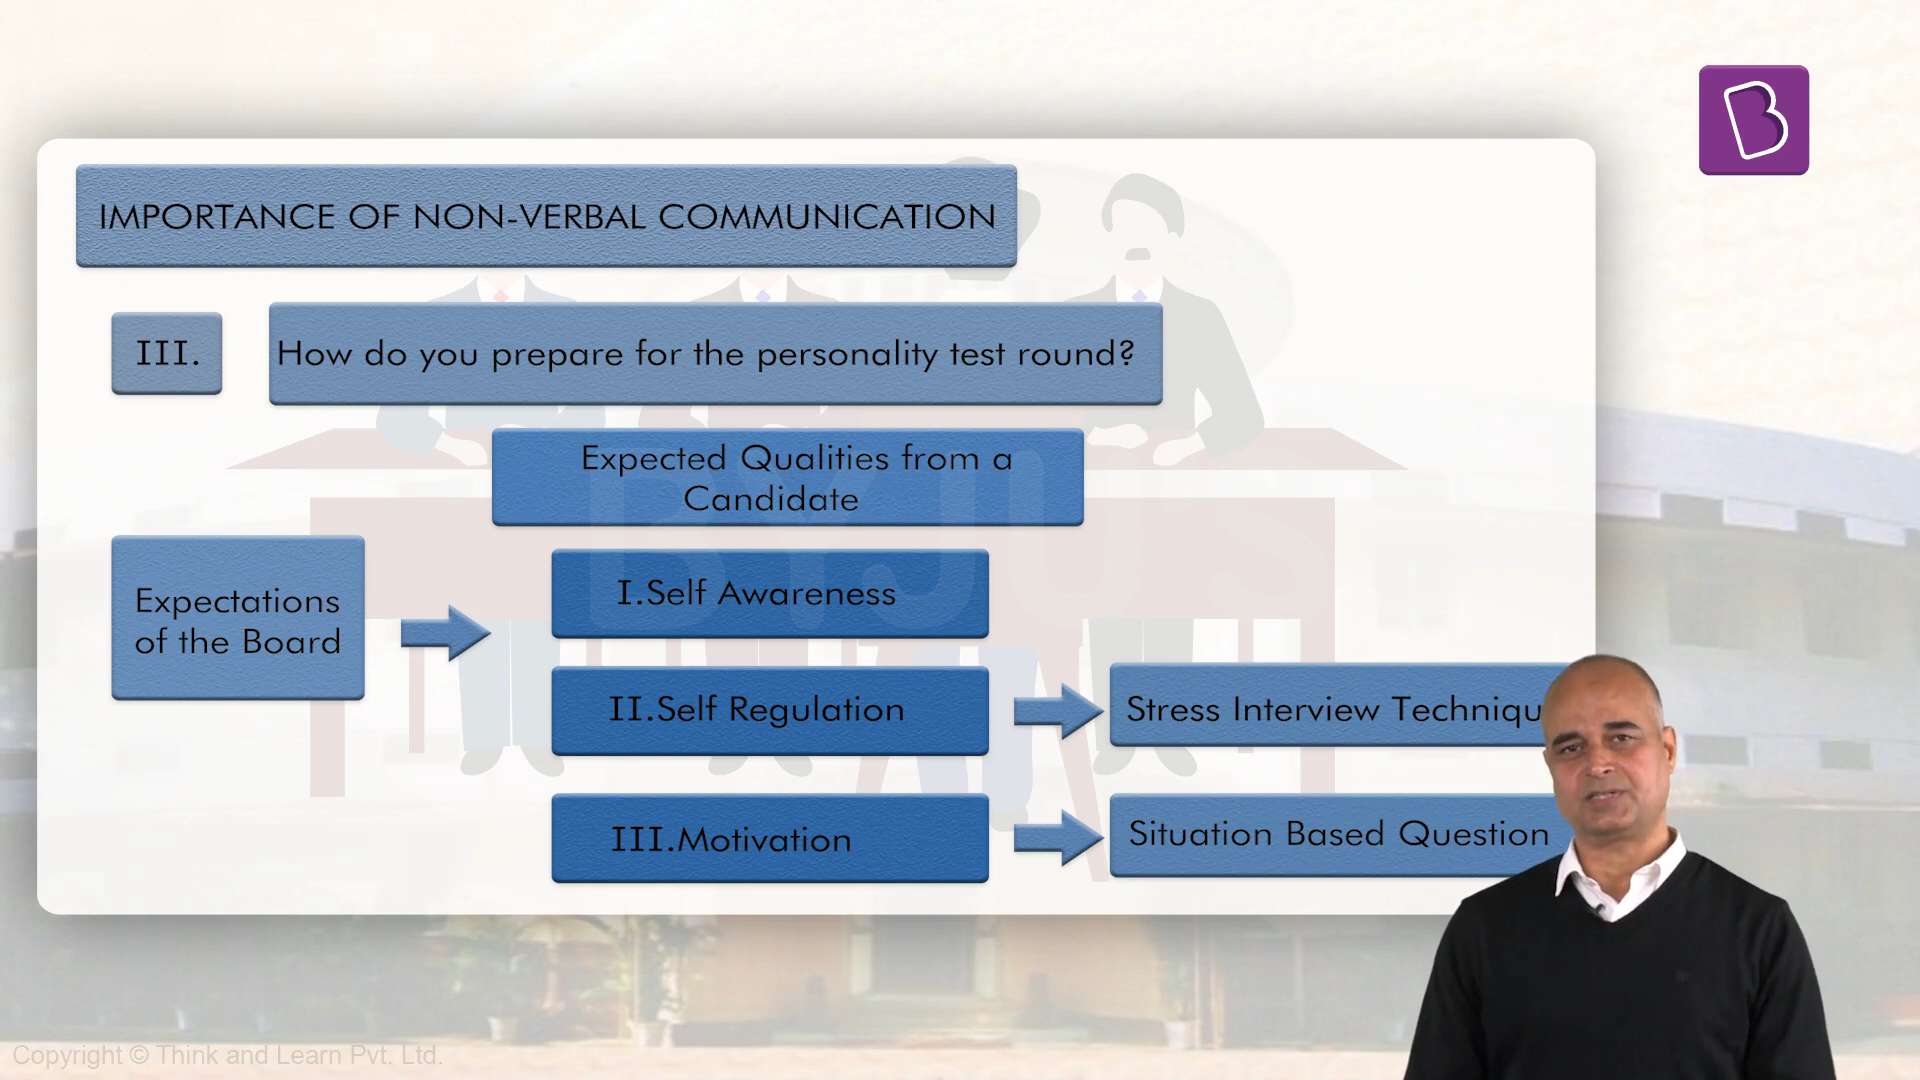 IMPORTANCE OF NON-VERBAL COMMUNICATION
III.
How do you prepare for the personality test round?
Expected Qualities from a
Candidate
Expectations
of the Board
I.Self Awareness
II.Self Regulation
Stress Interview
III.Motivation
Situation Based Question
BYJU
B
Copyright © Think and Learn Pvt. Ltd.